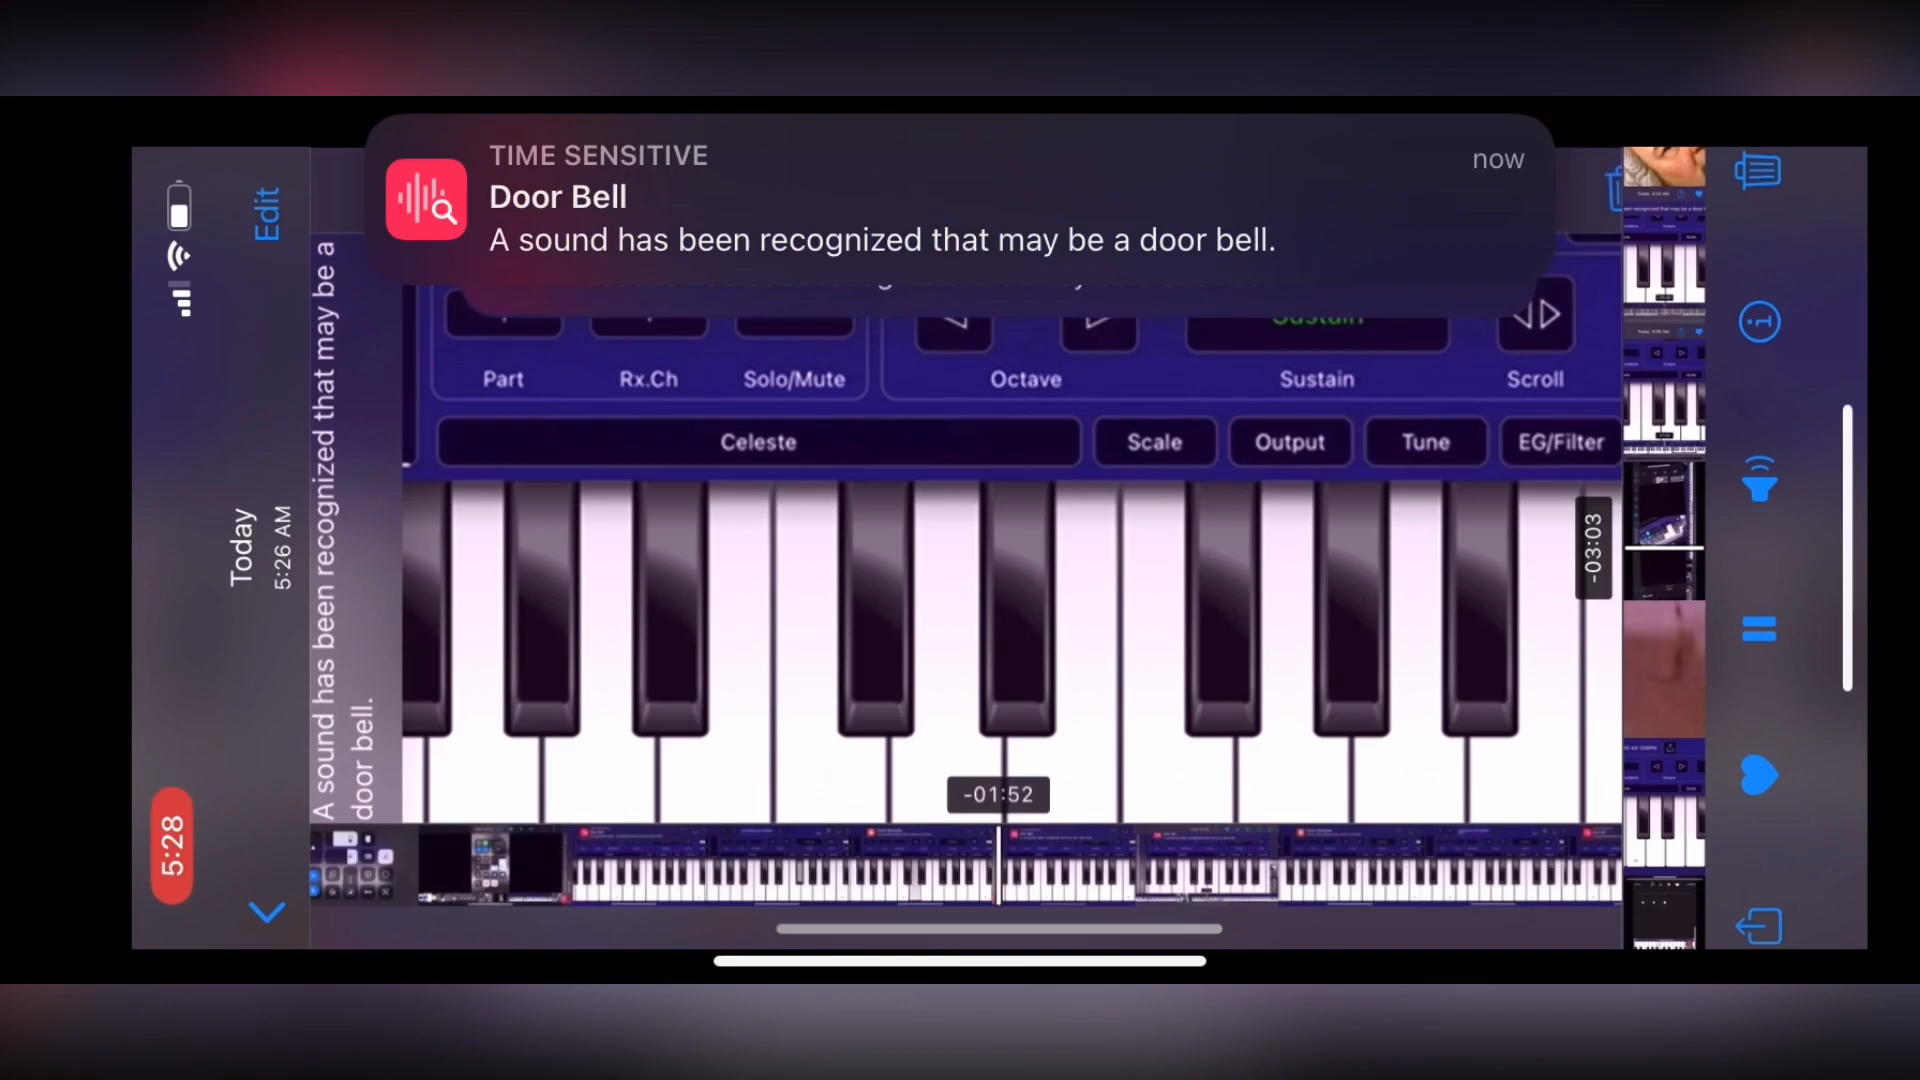 TIME SENSITIVE
now
Door Bell
A sound has been recognized that may be a door bell.
Edit
Today
5:26 AM
5:28
A sound has been recognized that may be a
door bell.
Sustain
Part
Rx.Ch
Solo/Mute
Octave
Sustain
Scroll
Celeste
Scale
Output
Tune
EG/Filter
-03:03
-01:52